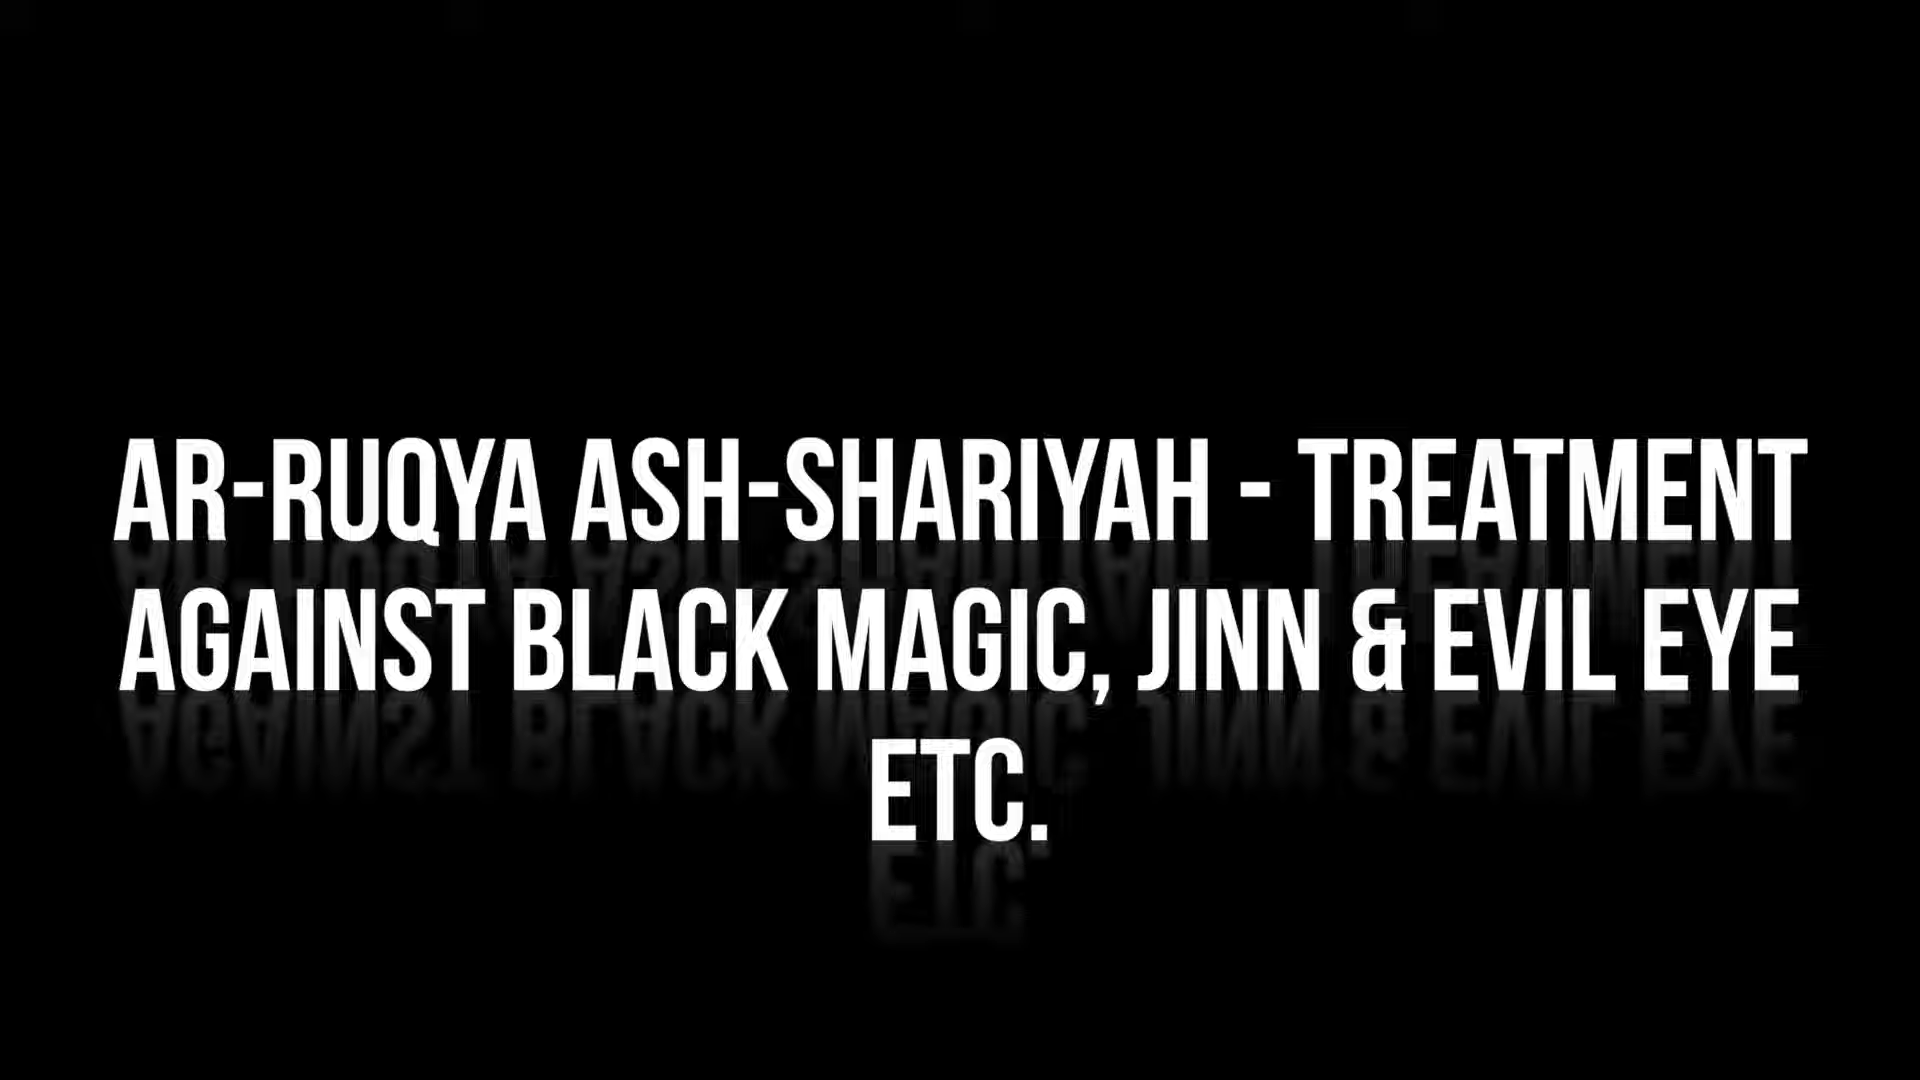 AR-RUQYA ASH-SHARIYAH - TREATMENT
AGAINST BLACK MAGIC, JINN & EVIL EYE
ETC.